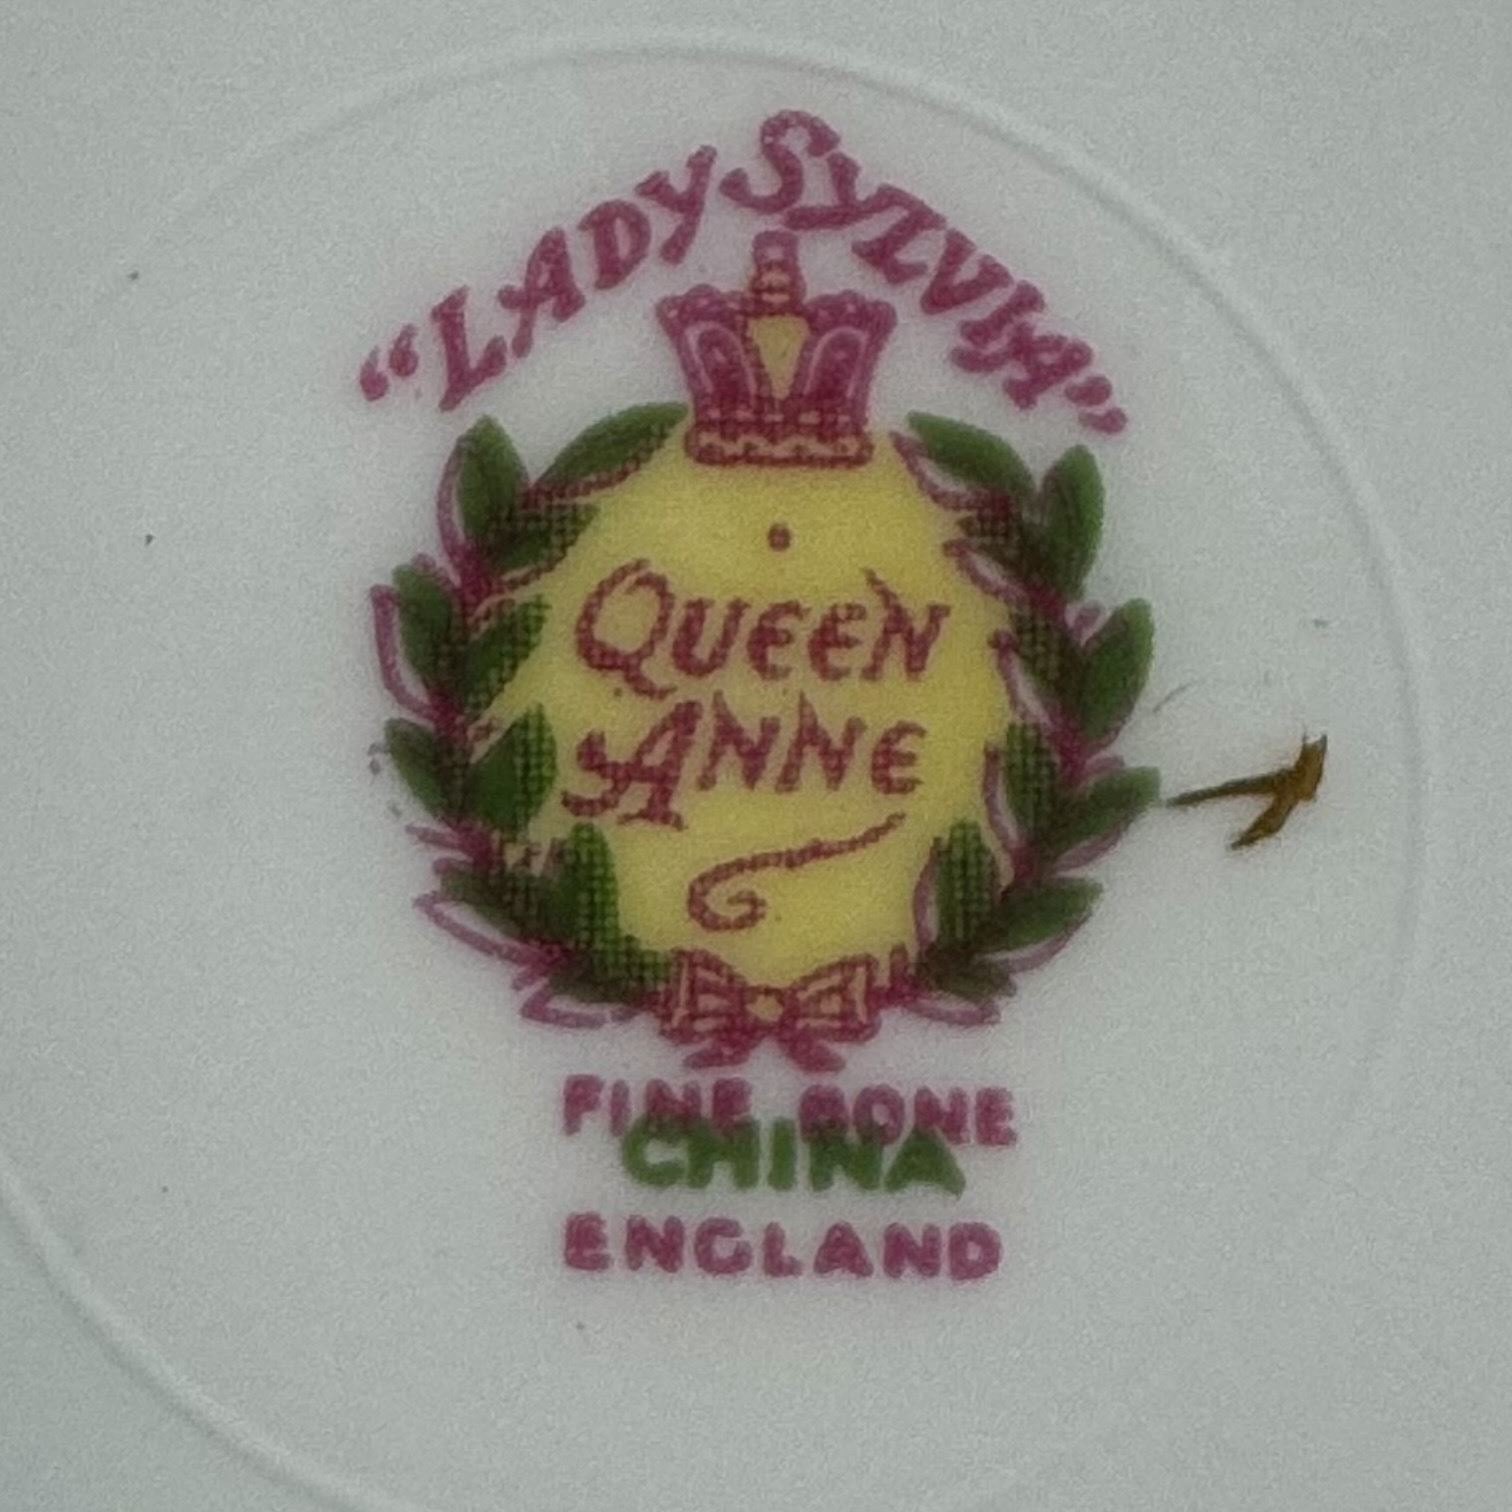 “LADY SYLVIA”
QUEEN
ANNE
FINE BONE
CHINA
ENGLAND